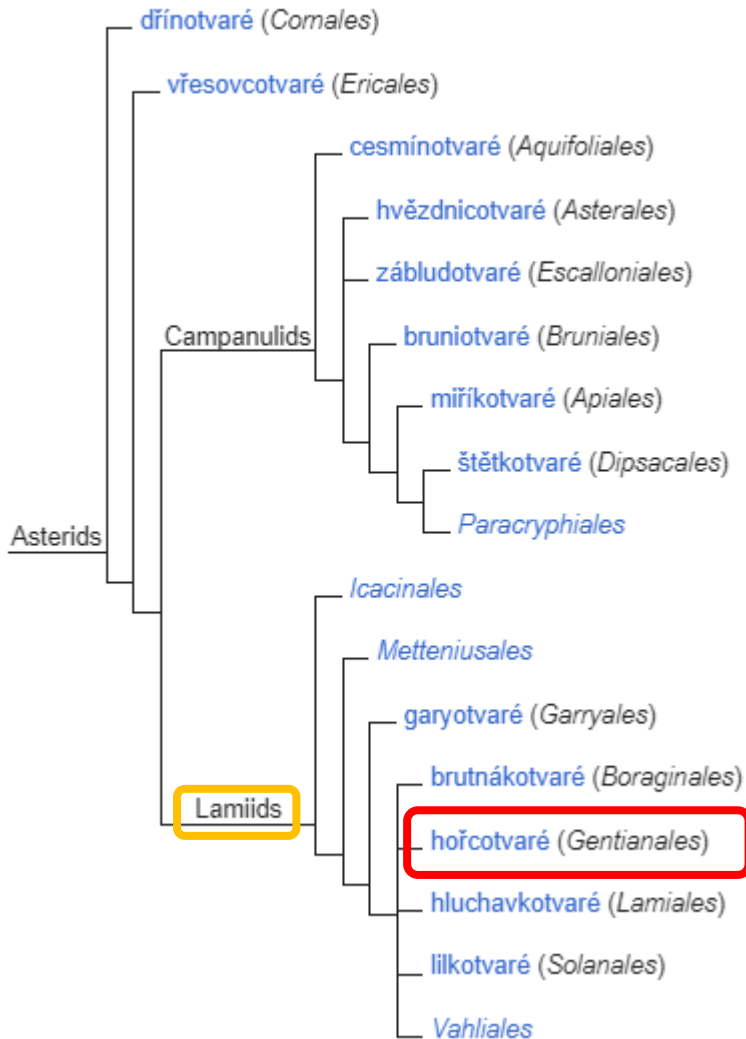 dřínotvaré (Cornales)
vřesovcotvaré (Ericales)
cesmínotvaré (Aquifoliales)
hvězdnicotvaré (Asterales)
zábludotvaré (Escalloniales)
Campanulids
bruniotvaré (Bruniales)
miříkotvaré (Apiales)
štětkotvaré (Dipsacales)
Paracryphiales
Asterids
Icacinales
Metteniusales
garyotvaré (Garryales)
brutnákotvaré (Boraginales)
Lamiids
hořcotvaré (Gentianales)
hluchavkotvaré (Lamiales)
lilkotvaré (Solanales)
Vahliales